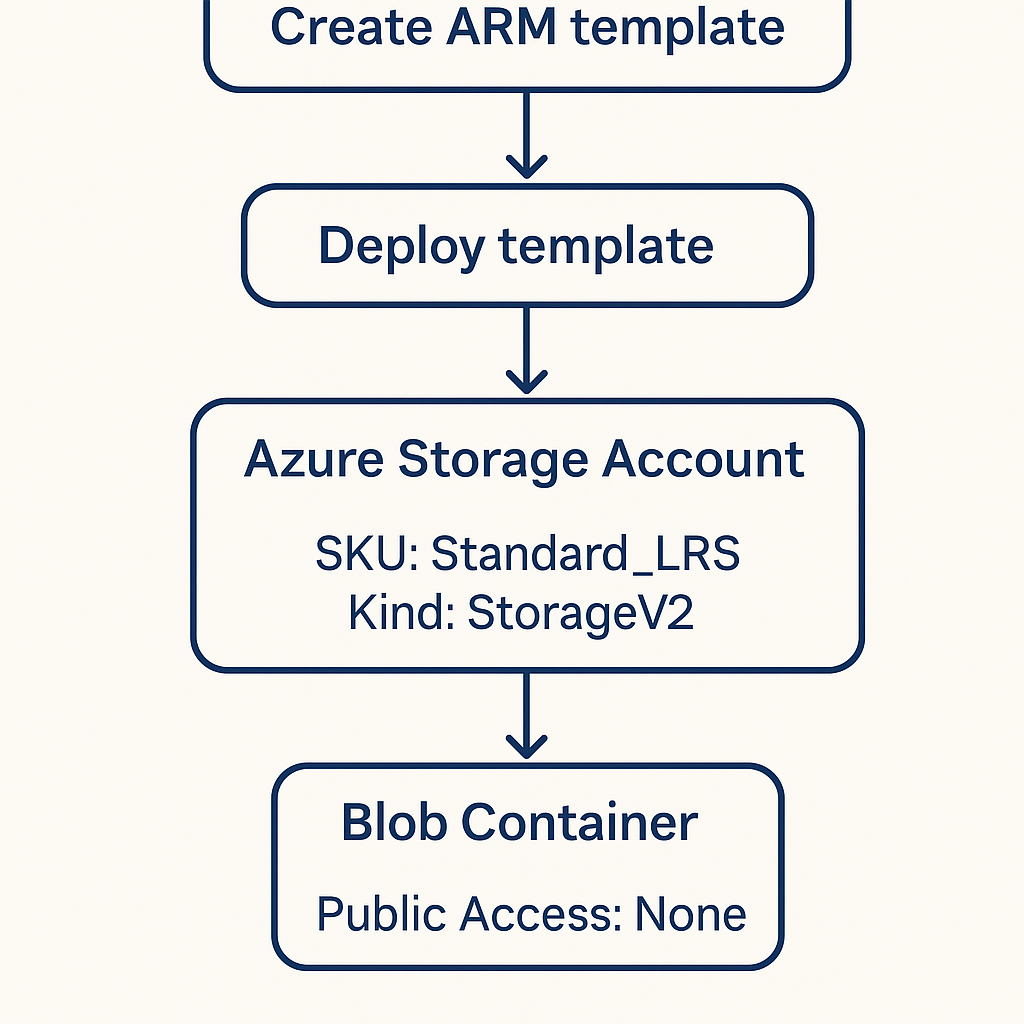 Create ARM template
Deploy template
Azure Storage Account
SKU: Standard_LRS
Kind: StorageV2
Blob Container
Public Access: None